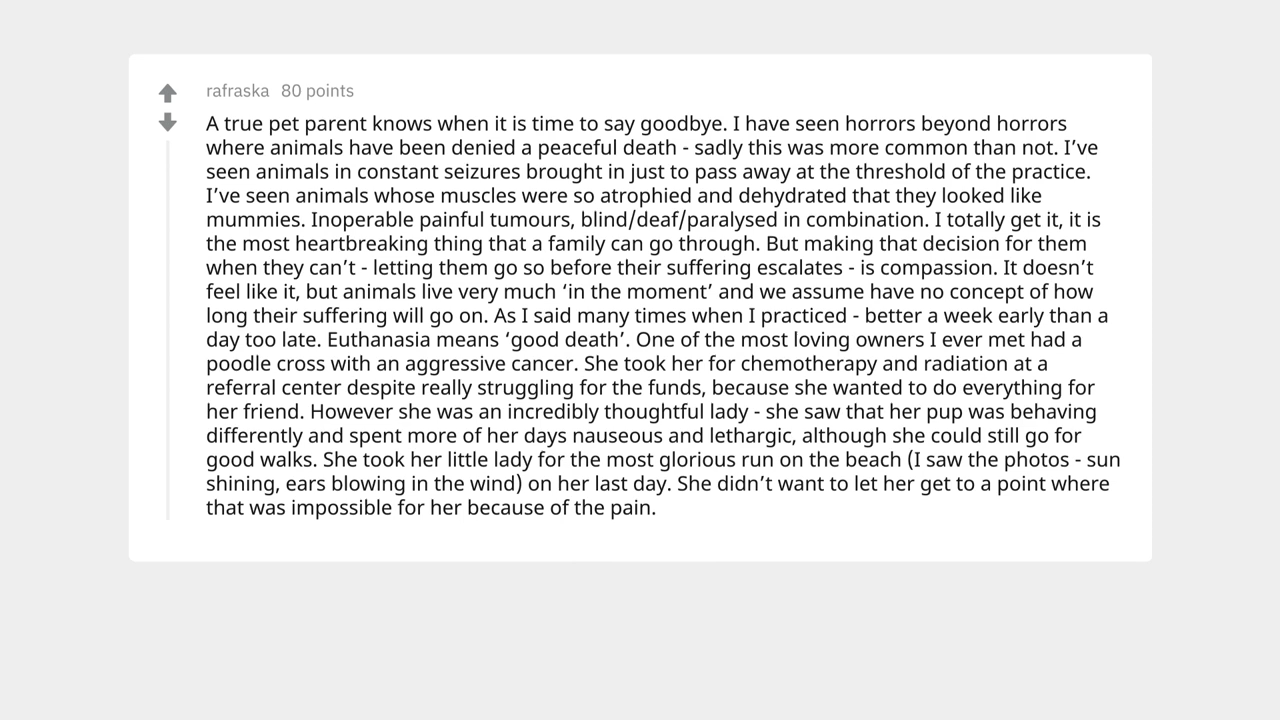 rafraska 80 points
A true pet parent knows when it is time to say goodbye. I have seen horrors beyond horrors
where animals have been denied a peaceful death - sadly this was more common than not. I’ve
seen animals in constant seizures brought in just to pass away at the threshold of the practice.
I’ve seen animals whose muscles were so atrophied and dehydrated that they looked like
mummies. Inoperable painful tumours, blind/deaf/paralysed in combination. I totally get it, it is
the most heartbreaking thing that a family can go through. But making that decision for them
when they can’t - letting them go so before their suffering escalates - is compassion. It doesn’t
feel like it, but animals live very much ‘in the moment’ and we assume have no concept of how
long their suffering will go on. As I said many times when I practiced - better a week early than a
day too late. Euthanasia means ‘good death’. One of the most loving owners I ever met had a
poodle cross with an aggressive cancer. She took her for chemotherapy and radiation at a
referral center despite really struggling for the funds, because she wanted to do everything for
her friend. However she was an incredibly thoughtful lady - she saw that her pup was behaving
differently and spent more of her days nauseous and lethargic, although she could still go for
good walks. She took her little lady for the most glorious run on the beach (I saw the photos - sun
shining, ears blowing in the wind) on her last day. She didn’t want to let her get to a point where
that was impossible for her because of the pain.